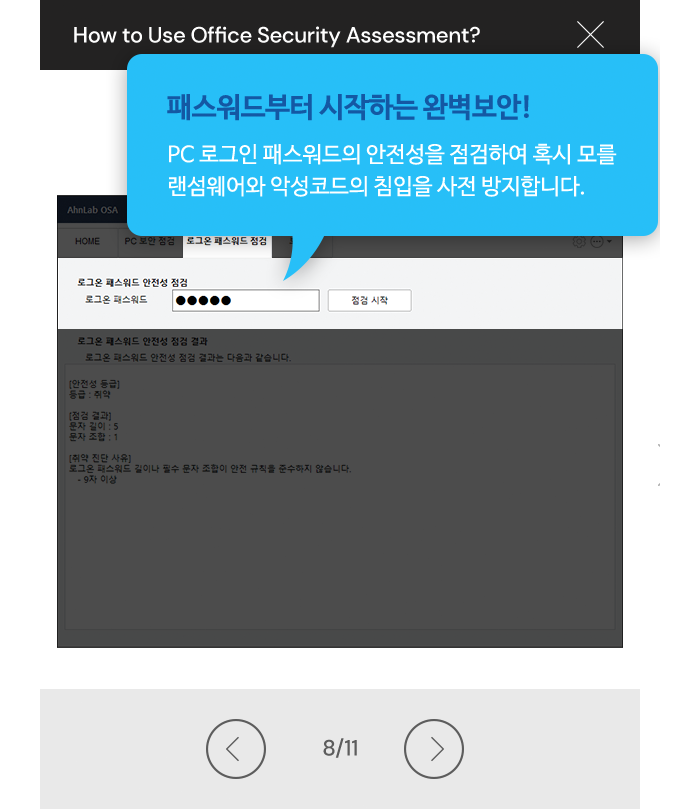 How to Use Office Security Assessment?
패스워드부터 시작하는 완벽보안!
PC 로그인 패스워드의 안전성을 점검하여 혹시 모를
랜섬웨어와 악성코드의 침입을 사전 방지합니다.
AhnLab OSA
HOME PC 보안 점검 로그온 패스워드 점검
로그온 패스워드 안전성 점검
로그온 패스워드 ●●●●● 점검 시작
로그온 패스워드 안전성 점검 결과
로그온 패스워드 안전성 점검 결과는 다음과 같습니다.
[안전성 등급]
등급 : 취약
[점검 결과]
문자 길이 : 5
문자 조합 : 1
[취약 진단 사유]
로그온 패스워드 길이나 필수 문자 조합이 안전 규칙을 준수하지 않습니다.
- 9자 이상
8/11